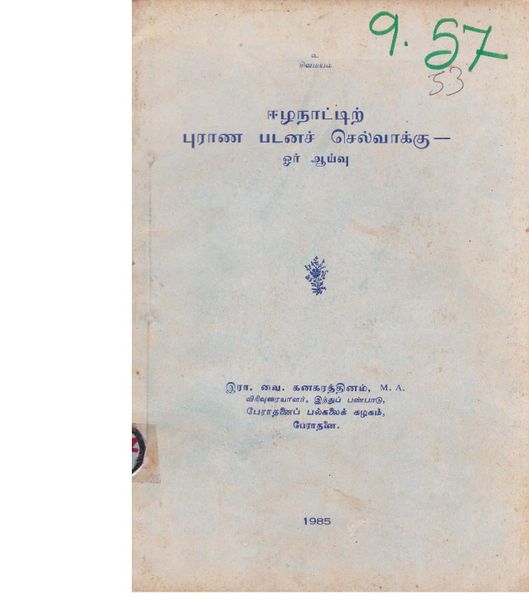 9.57
53
உ
சிவமயம்
ஈழநாட்டிற்
புராண படனச் செல்வாக்கு—
ஓர் ஆய்வு
இரா. வை. கனகரத்தினம், M. A.
விரிவுரையாளர், இந்துப் பண்பாடு,
பேராதனைப் பல்கலைக் கழகம்,
பேராதனை.
1985